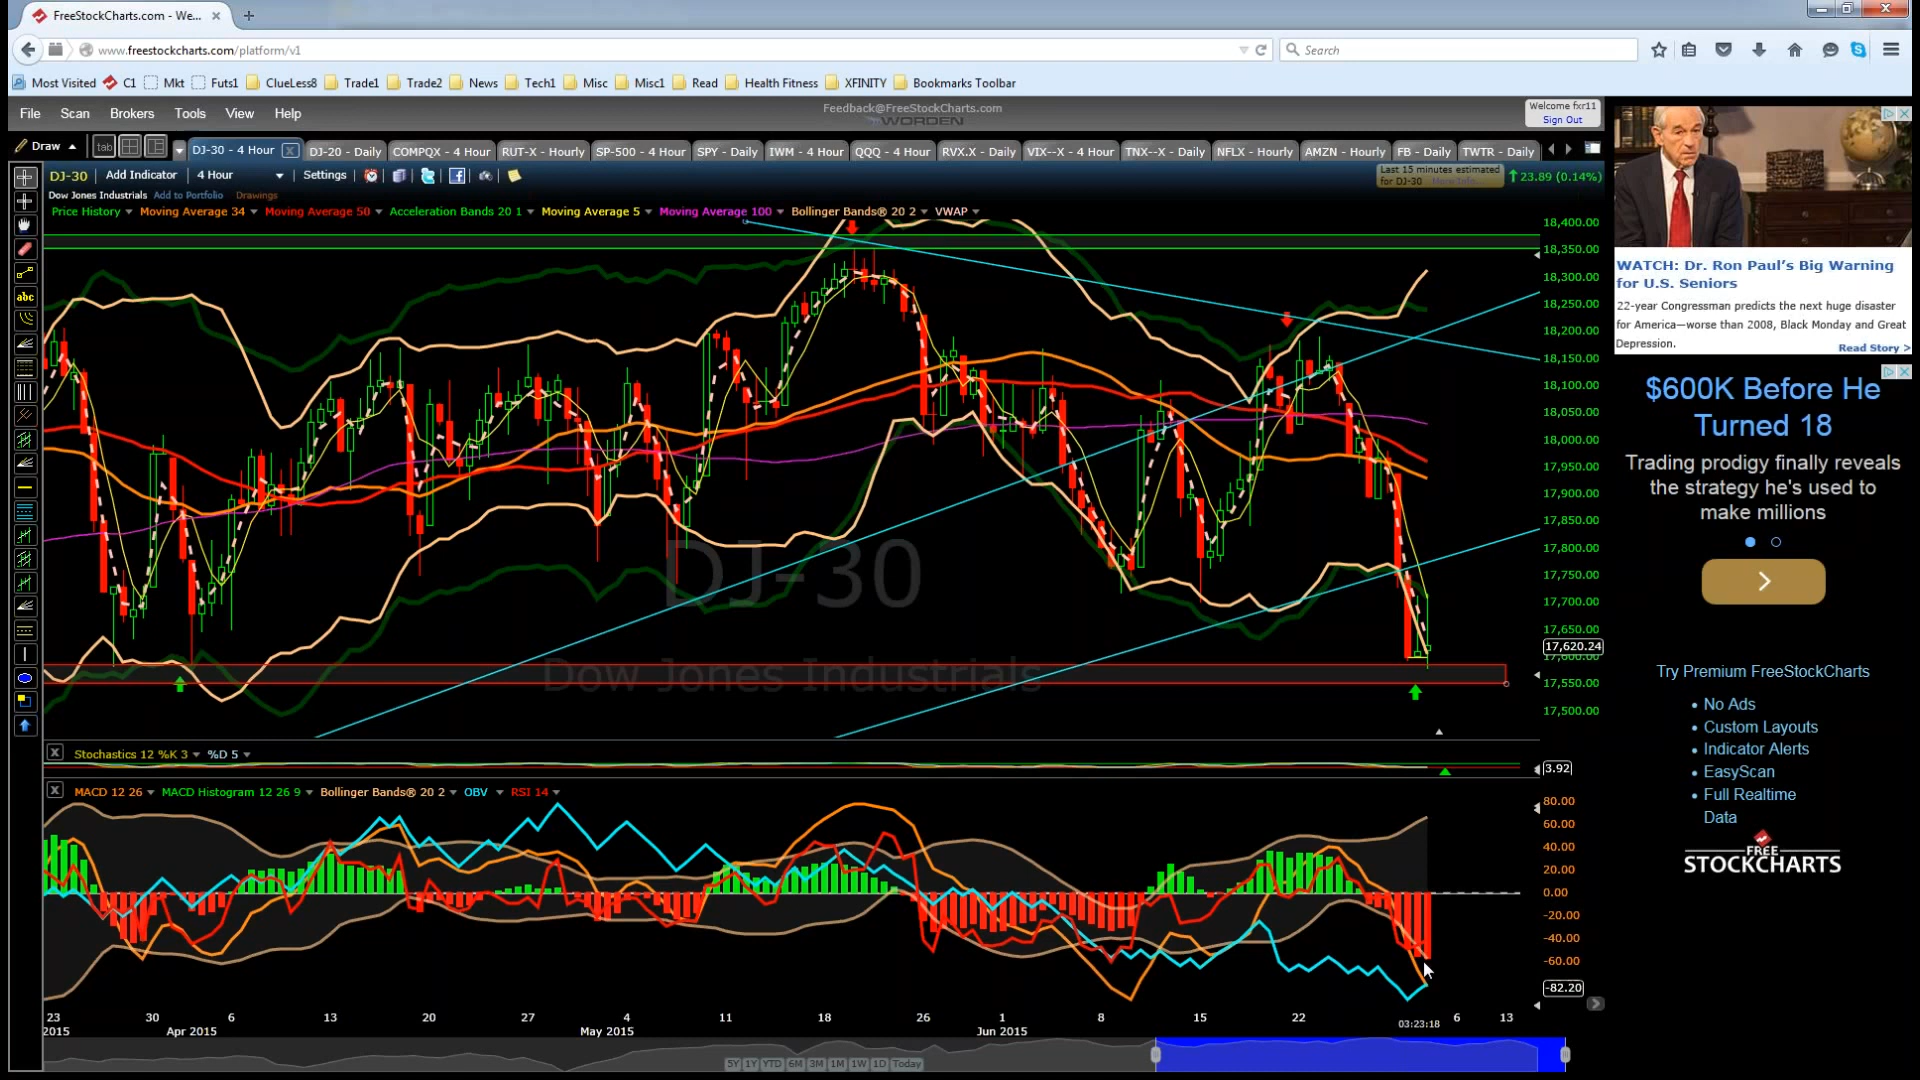 FreeStockCharts.com - We...
www.freestockcharts.com/platform/v1
Search
Most Visited C1 Mkt Futs1 ClueLess8 Trade1 Trade2 News Tech1 Misc Misc1 Read Health Fitness XFINITY Bookmarks Toolbar
File Scan Brokers Tools View Help
Feedback@FreeStockCharts.com
WORDEN
Welcome fxr11
Sign Out
Draw tab DJ-30 - 4 Hour DJ-20 - Daily COMPQX - 4 Hour RUT-X - Hourly SP-500 - 4 Hour SPY - Daily IWM - 4 Hour QQQ - 4 Hour RVX.X - Daily VIX--X - 4 Hour TNX--X - Daily NFLX - Hourly AMZN - Hourly FB - Daily TWTR - Daily
DJ-30 Add Indicator 4 Hour Settings
Last 15 minutes estimated
for DJ-30 More Info
23.89 (0.14%)
Dow Jones Industrials Add to Portfolio Drawings
Price History Moving Average 34 Moving Average 50 Acceleration Bands 20 1 Moving Average 5 Moving Average 100 Bollinger Bands® 20 2 VWAP
abc
18,400.00
18,350.00
18,300.00
18,250.00
18,200.00
18,150.00
18,100.00
18,050.00
18,000.00
17,950.00
17,900.00
17,850.00
17,800.00
17,750.00
17,700.00
17,650.00
17,620.24
17,600.00
17,550.00
17,500.00
DJ-30
Dow Jones Industrials
Stochastics 12 %K 3 %D 5
3.92
MACD 12 26 MACD Histogram 12 26 9 Bollinger Bands® 20 2 OBV RSI 14
80.00
60.00
40.00
20.00
0.00
-20.00
-40.00
-60.00
-82.20
23 30 6 13 20 27 4 11 18 26 1 8 15 22 03:23:18 6 13
2015 Apr 2015 May 2015 Jun 2015
5Y 1Y YTD 6M 3M 1M 1W 1D Today
WATCH: Dr. Ron Paul's Big Warning
for U.S. Seniors
22-year Congressman predicts the next huge disaster
for America—worse than 2008, Black Monday and Great
Depression.
Read Story >
$600K Before He
Turned 18
Trading prodigy finally reveals
the strategy he's used to
make millions
Try Premium FreeStockCharts
No Ads
Custom Layouts
Indicator Alerts
EasyScan
Full Realtime
Data
FREE
STOCKCHARTS